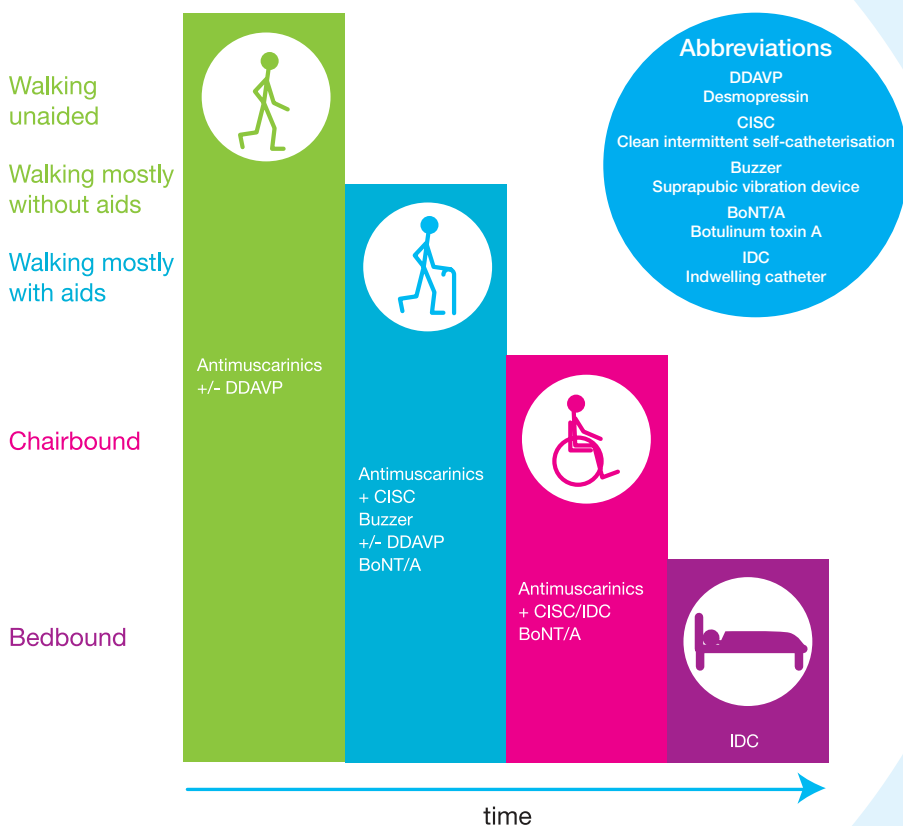 Walking
unaided
Walking mostly
without aids
Walking mostly
with aids
Chairbound
Bedbound
Antimuscarinics
+/- DDAVP
Antimuscarinics
+ CISC
Buzzer
+/- DDAVP
BoNT/A
Antimuscarinics
+ CISC/IDC
BoNT/A
IDC
time
Abbreviations
DDAVP
Desmopressin
CISC
Clean intermittent self-catheterisation
Buzzer
Suprapubic vibration device
BoNT/A
Botulinum toxin A
IDC
Indwelling catheter